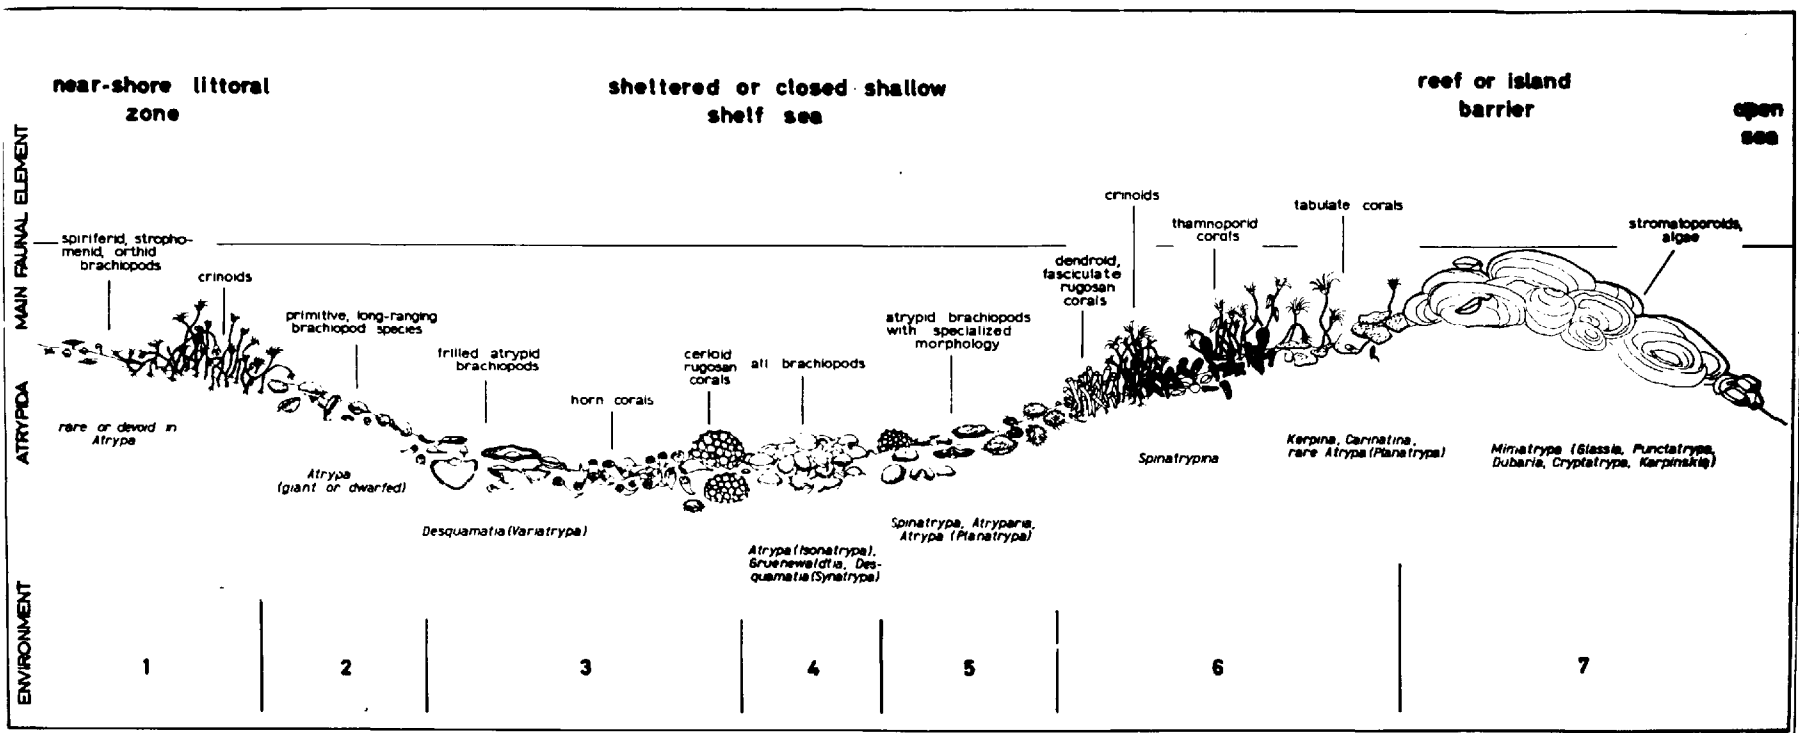 near-shore littoral
zone
sheltered or closed shallow
shelf sea
reef or island
barrier
open
sea
MAIN FAUNAL ELEMENT
spiriferid, stropho-
menid, orthid
brachiopods
crinoids
primitive, long-ranging
brachiopod species
frilled atrypid
brachiopods
horn corals
cerioid
rugosan
corals
all brachiopods
atrypid brachiopods
with specialized
morphology
dendroid,
fasciculate
rugosan
corals
crinoids
thamnoporid
corals
tabulate corals
stromatoporoids,
algae
ATRYPIDA
rare or devoid in
Atrypa
Atrypa
(giant or dwarfed)
Desquamatia (Variatrypa)
Atrypa (Isonatrypa),
Gruenewaldtia, Des-
quamatia (Synatrypa)
Spinatrypa, Atryparia,
Atrypa (Planatrypa)
Spinatrypina
Kerpina, Carinatina,
rare Atrypa (Planatrypa)
Mimatrypa (Glassia, Punctatrypa,
Dubaria, Cryptatrypa, Karpinskia)
ENVIRONMENT
1
2
3
4
5
6
7